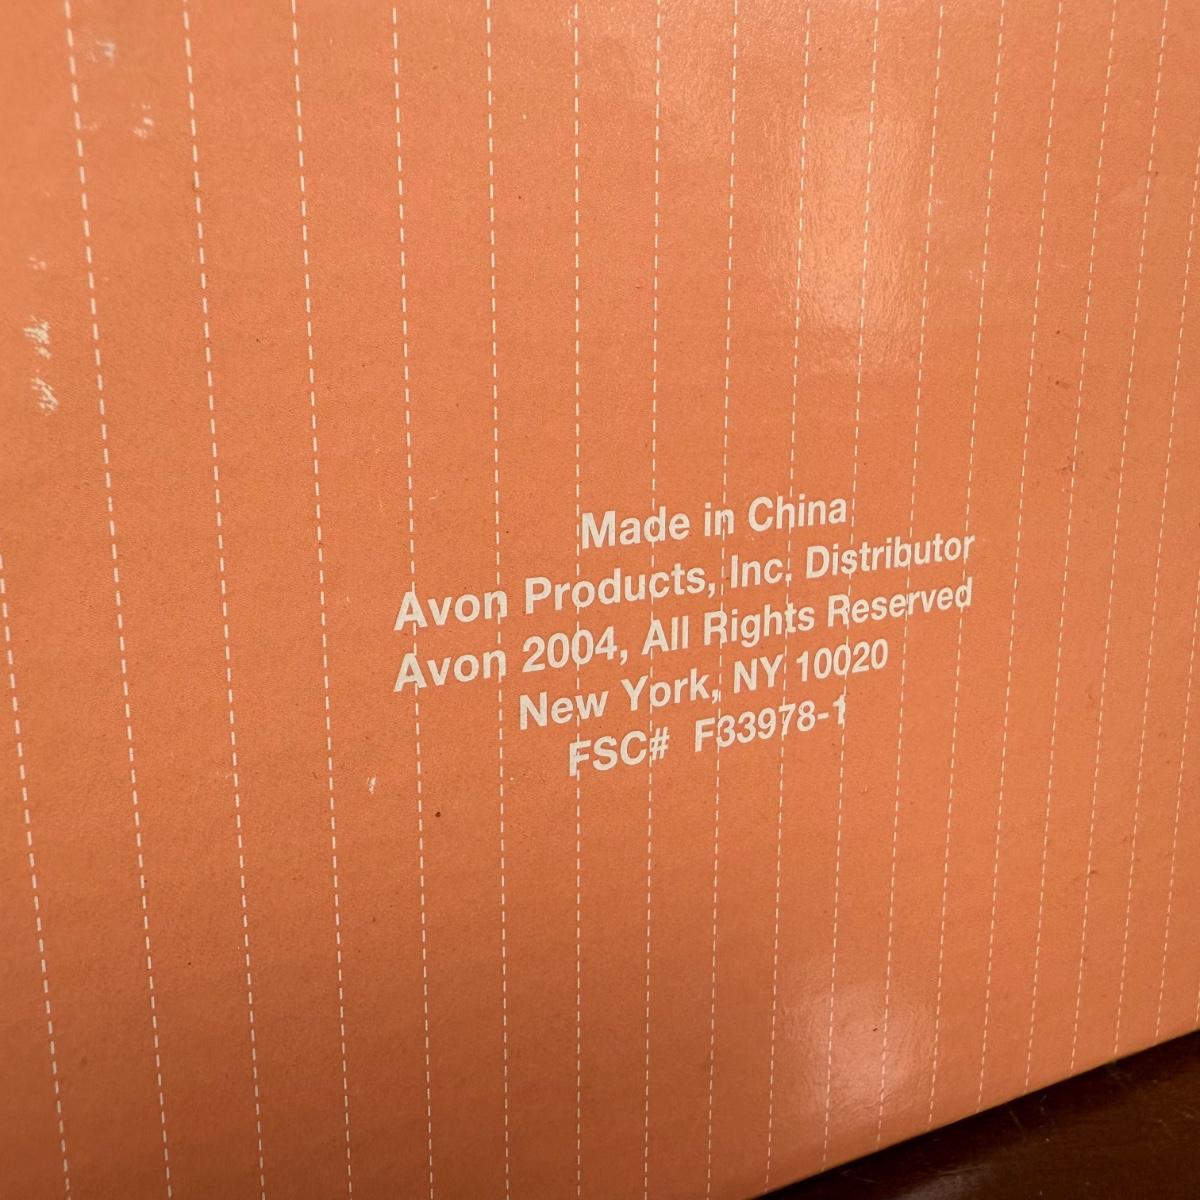 Made in China
Avon Products, Inc. Distributor
Avon 2004, All Rights Reserved
New York, NY 10020
FSC# F33978-1